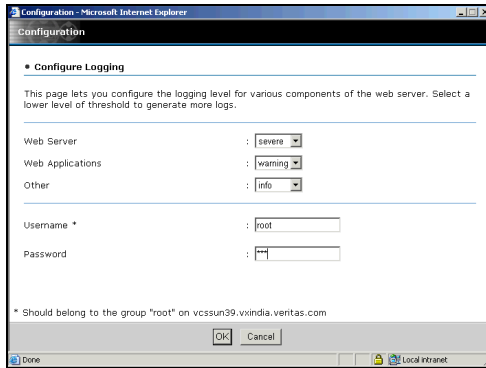 Configuration - Microsoft Internet Explorer
Configuration
• Configure Logging
This page lets you configure the logging level for various components of the web server. Select a
lower level of threshold to generate more logs.
Web Server : severe
Web Applications : warning
Other : info
Username * : root
Password : ***
* Should belong to the group "root" on vcssun39.vxindia.veritas.com
OK Cancel
Done Local intranet